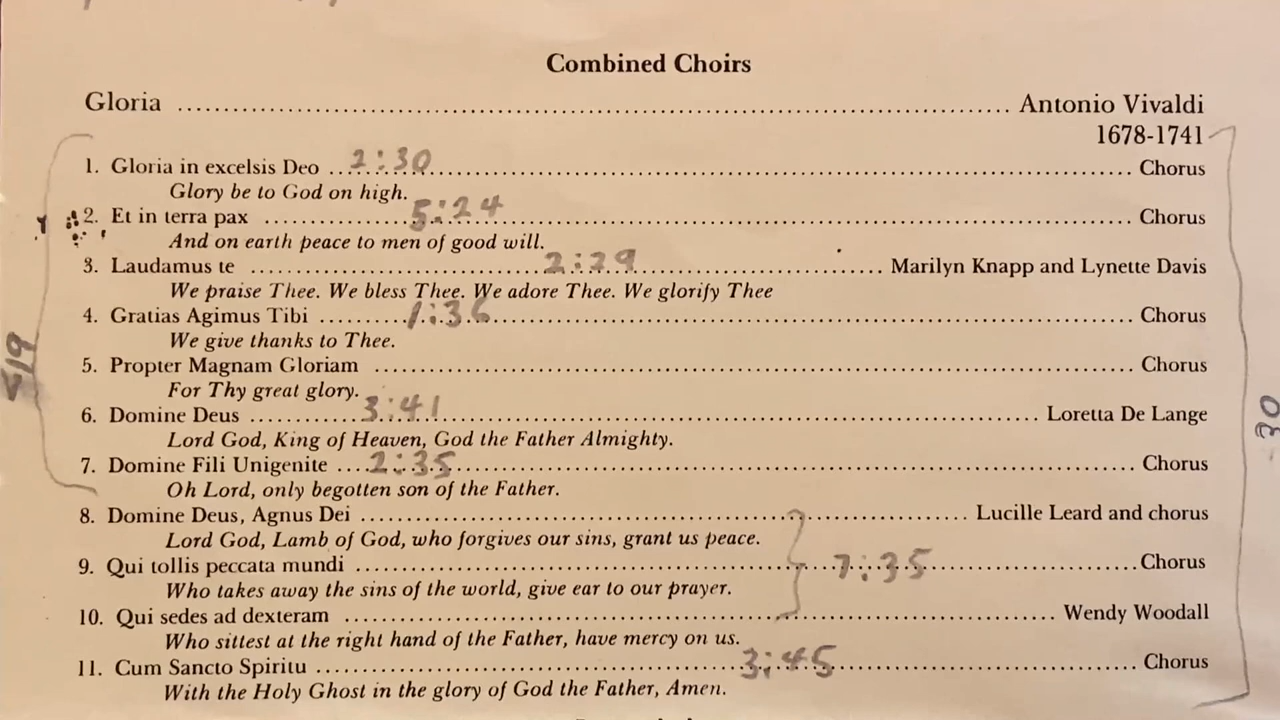 Combined Choirs
Gloria ........................................ Antonio Vivaldi
1678-1741
1. Gloria in excelsis Deo 2:30 ........................................ Chorus
Glory be to God on high.
2. Et in terra pax 5:24 ........................................ Chorus
And on earth peace to men of good will.
3. Laudamus te 2:29 ........................................ Marilyn Knapp and Lynette Davis
We praise Thee. We bless Thee. We adore Thee. We glorify Thee
4. Gratias Agimus Tibi 1:36 ........................................ Chorus
We give thanks to Thee.
5. Propter Magnam Gloriam ........................................ Chorus
For Thy great glory.
6. Domine Deus 3:41 ........................................ Loretta De Lange
Lord God, King of Heaven, God the Father Almighty.
7. Domine Fili Unigenite 2:35 ........................................ Chorus
Oh Lord, only begotten son of the Father.
8. Domine Deus, Agnus Dei ........................................ Lucille Leard and chorus
Lord God, Lamb of God, who forgives our sins, grant us peace.
9. Qui tollis peccata mundi ........................................ 7:35 Chorus
Who takes away the sins of the world, give ear to our prayer.
10. Qui sedes ad dexteram ........................................ Wendy Woodall
Who sittest at the right hand of the Father, have mercy on us.
11. Cum Sancto Spiritu 3:45 ........................................ Chorus
With the Holy Ghost in the glory of God the Father, Amen.
30